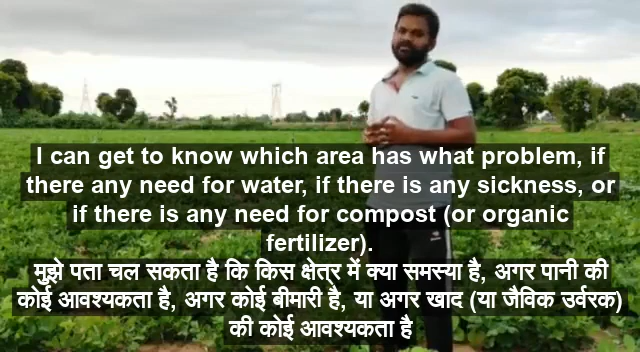 I can get to know which area has what problem, if
there any need for water, if there is any sickness, or
if there is any need for compost (or organic
fertilizer).
मुझे पता चल सकता है कि किस क्षेत्र में क्या समस्या है, अगर पानी की
कोई आवश्यकता है, अगर कोई बीमारी है, या अगर खाद (या जैविक उर्वरक)
की कोई आवश्यकता है